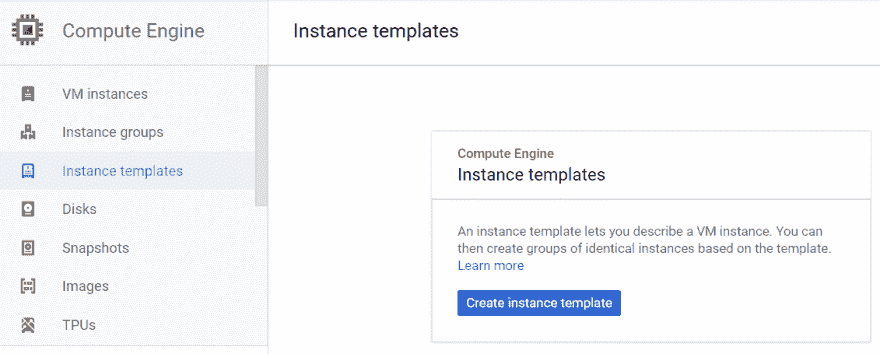 Compute Engine
VM instances
Instance groups
Instance templates
Disks
Snapshots
Images
TPUs
Instance templates
Compute Engine
Instance templates
An instance template lets you describe a VM instance. You can
then create groups of identical instances based on the template.
Learn more
Create instance template